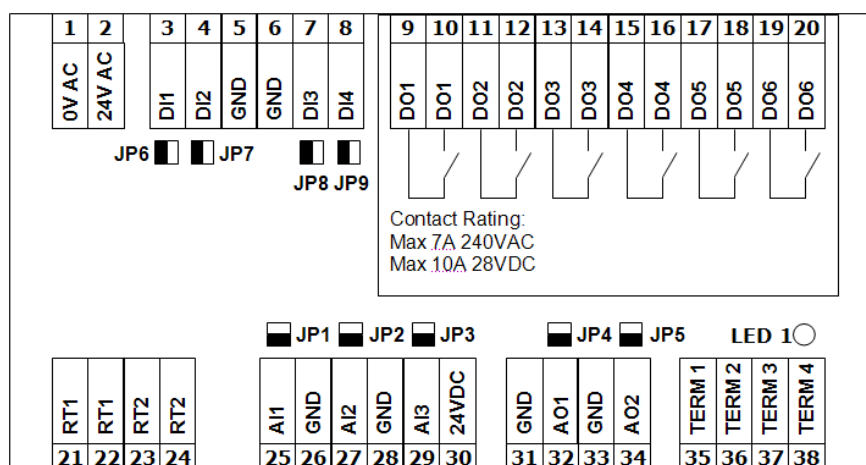 1 2 3 4 5 6 7 8 9 10 11 12 13 14 15 16 17 18 19 20
0V AC 24V AC DI1 DI2 GND GND DI3 DI4 DO1 DO1 DO2 DO2 DO3 DO3 DO4 DO4 DO5 DO5 DO6 DO6
JP6 JP7
JP8 JP9
Contact Rating:
Max 7A 240VAC
Max 10A 28VDC
JP1 JP2 JP3 JP4 JP5 LED 1
RT1 RT1 RT2 RT2 AI1 GND AI2 GND AI3 24VDC GND AO1 GND AO2 TERM 1 TERM 2 TERM 3 TERM 4
21 22 23 24 25 26 27 28 29 30 31 32 33 34 35 36 37 38